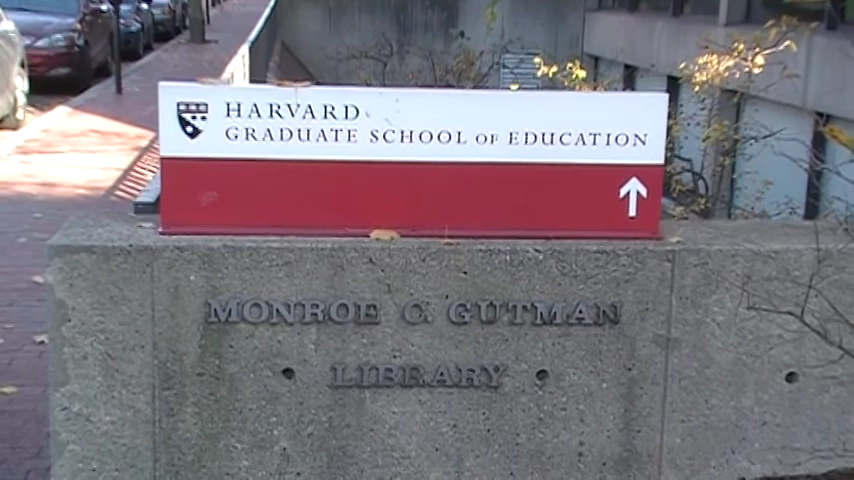 HARVARD
GRADUATE SCHOOL OF EDUCATION
MONROE C. GUTMAN
LIBRARY